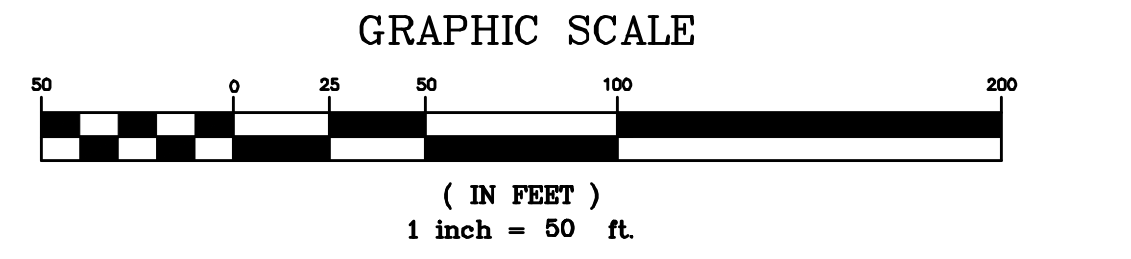 GRAPHIC SCALE
50 0 25 50 100 200
( IN FEET )
1 inch = 50 ft.